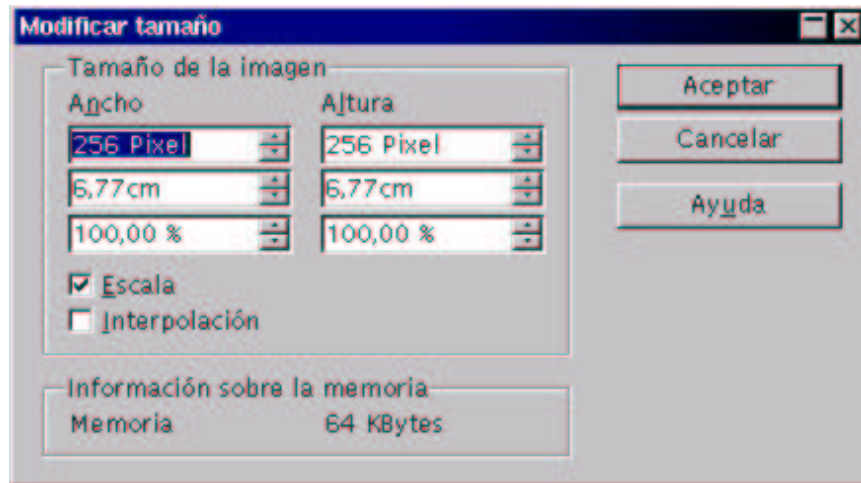 Modificar tamaño
Tamaño de la imagen
Ancho Altura
256 Pixel 256 Pixel
6,77cm 6,77cm
100,00 % 100,00 %
Escala
Interpolación
Aceptar
Cancelar
Ayuda
Información sobre la memoria
Memoria 64 KBytes